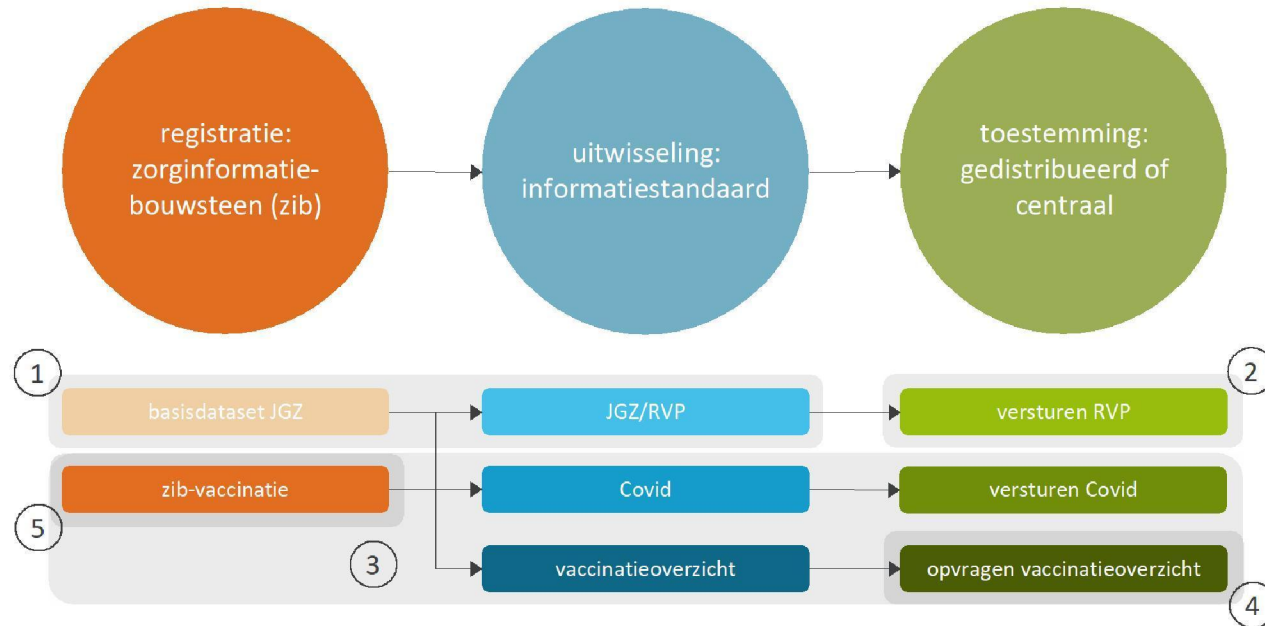 registratie:
zorginformatie-
bouwsteen (zib)
uitwisseling:
informatiestandaard
toestemming:
gedistribueerd of
centraal
1
2
basisdataset JGZ
JGZ/RVP
versturen RVP
zib-vaccinatie
Covid
versturen Covid
5
3
vaccinatieoverzicht
opvragen vaccinatieoverzicht
4